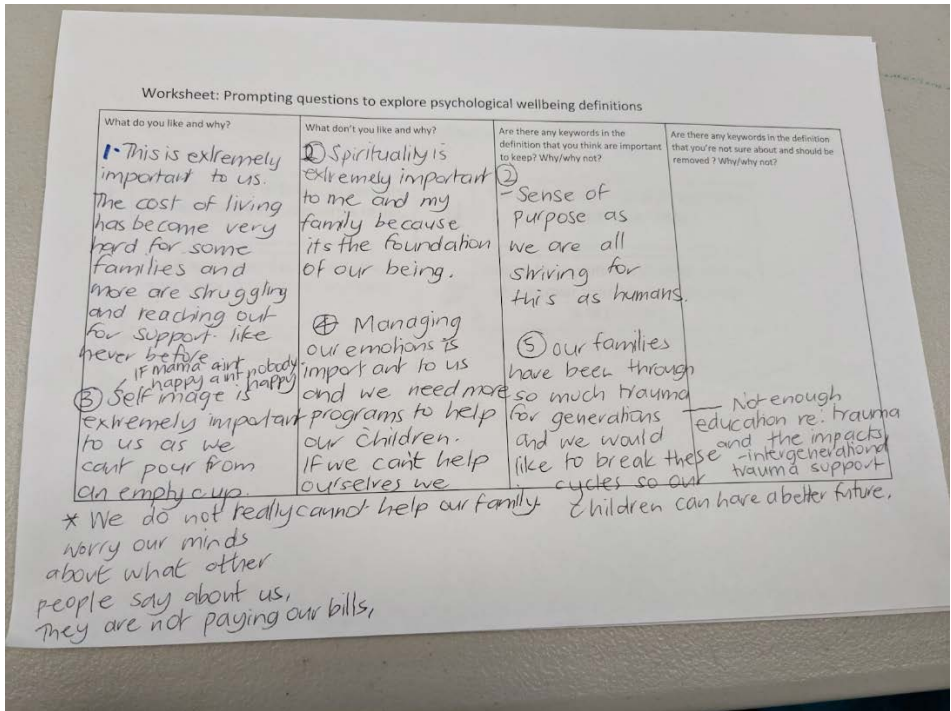 Worksheet: Prompting questions to explore psychological wellbeing definitions
What do you like and why?
1. This is extremely
important to us.
The cost of living
has become very
hard for some
families and
more are struggling
and reaching out
for support. like
never before
IF Mama aint
happy aint nobody
happy
③ Self image is
extremely important
to us as we
cant pour from
an empty cup.
* We do not really
worry our minds
about what other
people say about us,
They are not paying our bills,
What don't you like and why?
Spirituality is
extremely important
to me and my
family because
its the foundation
of our being.
④ Managing
our emotions is
important to us
and we need more
programs to help
our children.
If we can't help
ourselves we
cannot help our family.
Are there any keywords in the
definition that you think are important
to keep? Why/why not?
②
- Sense of
purpose as
we are all
striving for
this as humans.
⑤ our families
have been through
so much trauma
for generations
and we would
like to break these
cycles so our
children can have a better future.
Are there any keywords in the definition
that you're not sure about and should be
removed ? Why/why not?
Not enough
education re: trauma
and the impacts
-intergenerational
trauma support